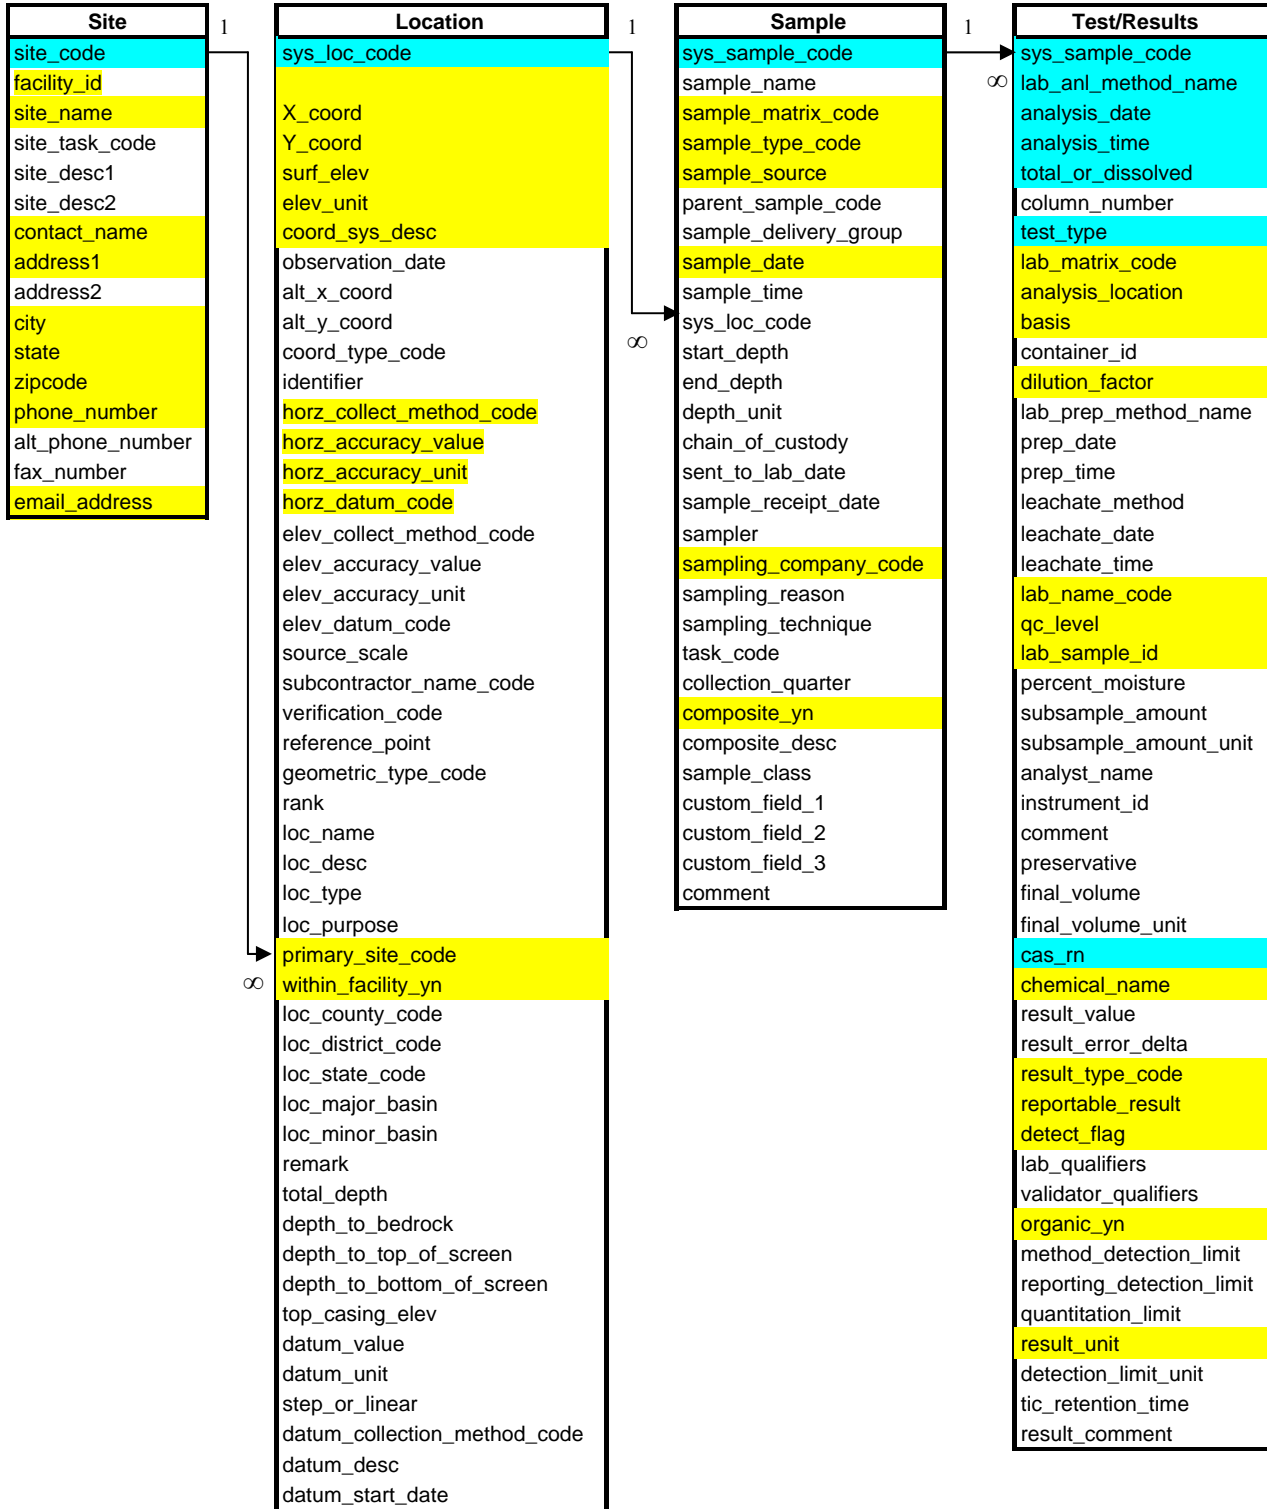 Site
site_code
facility_id
site_name
site_task_code
site_desc1
site_desc2
contact_name
address1
address2
city
state
zipcode
phone_number
alt_phone_number
fax_number
email_address
1
∞
Location
sys_loc_code
X_coord
Y_coord
surf_elev
elev_unit
coord_sys_desc
observation_date
alt_x_coord
alt_y_coord
coord_type_code
identifier
horz_collect_method_code
horz_accuracy_value
horz_accuracy_unit
horz_datum_code
elev_collect_method_code
elev_accuracy_value
elev_accuracy_unit
elev_datum_code
source_scale
subcontractor_name_code
verification_code
reference_point
geometric_type_code
rank
loc_name
loc_desc
loc_type
loc_purpose
primary_site_code
within_facility_yn
loc_county_code
loc_district_code
loc_state_code
loc_major_basin
loc_minor_basin
remark
total_depth
depth_to_bedrock
depth_to_top_of_screen
depth_to_bottom_of_screen
top_casing_elev
datum_value
datum_unit
step_or_linear
datum_collection_method_code
datum_desc
datum_start_date
1
∞
Sample
sys_sample_code
sample_name
sample_matrix_code
sample_type_code
sample_source
parent_sample_code
sample_delivery_group
sample_date
sample_time
sys_loc_code
start_depth
end_depth
depth_unit
chain_of_custody
sent_to_lab_date
sample_receipt_date
sampler
sampling_company_code
sampling_reason
sampling_technique
task_code
collection_quarter
composite_yn
composite_desc
sample_class
custom_field_1
custom_field_2
custom_field_3
comment
1
∞
Test/Results
sys_sample_code
lab_anl_method_name
analysis_date
analysis_time
total_or_dissolved
column_number
test_type
lab_matrix_code
analysis_location
basis
container_id
dilution_factor
lab_prep_method_name
prep_date
prep_time
leachate_method
leachate_date
leachate_time
lab_name_code
qc_level
lab_sample_id
percent_moisture
subsample_amount
subsample_amount_unit
analyst_name
instrument_id
comment
preservative
final_volume
final_volume_unit
cas_rn
chemical_name
result_value
result_error_delta
result_type_code
reportable_result
detect_flag
lab_qualifiers
validator_qualifiers
organic_yn
method_detection_limit
reporting_detection_limit
quantitation_limit
result_unit
detection_limit_unit
tic_retention_time
result_comment